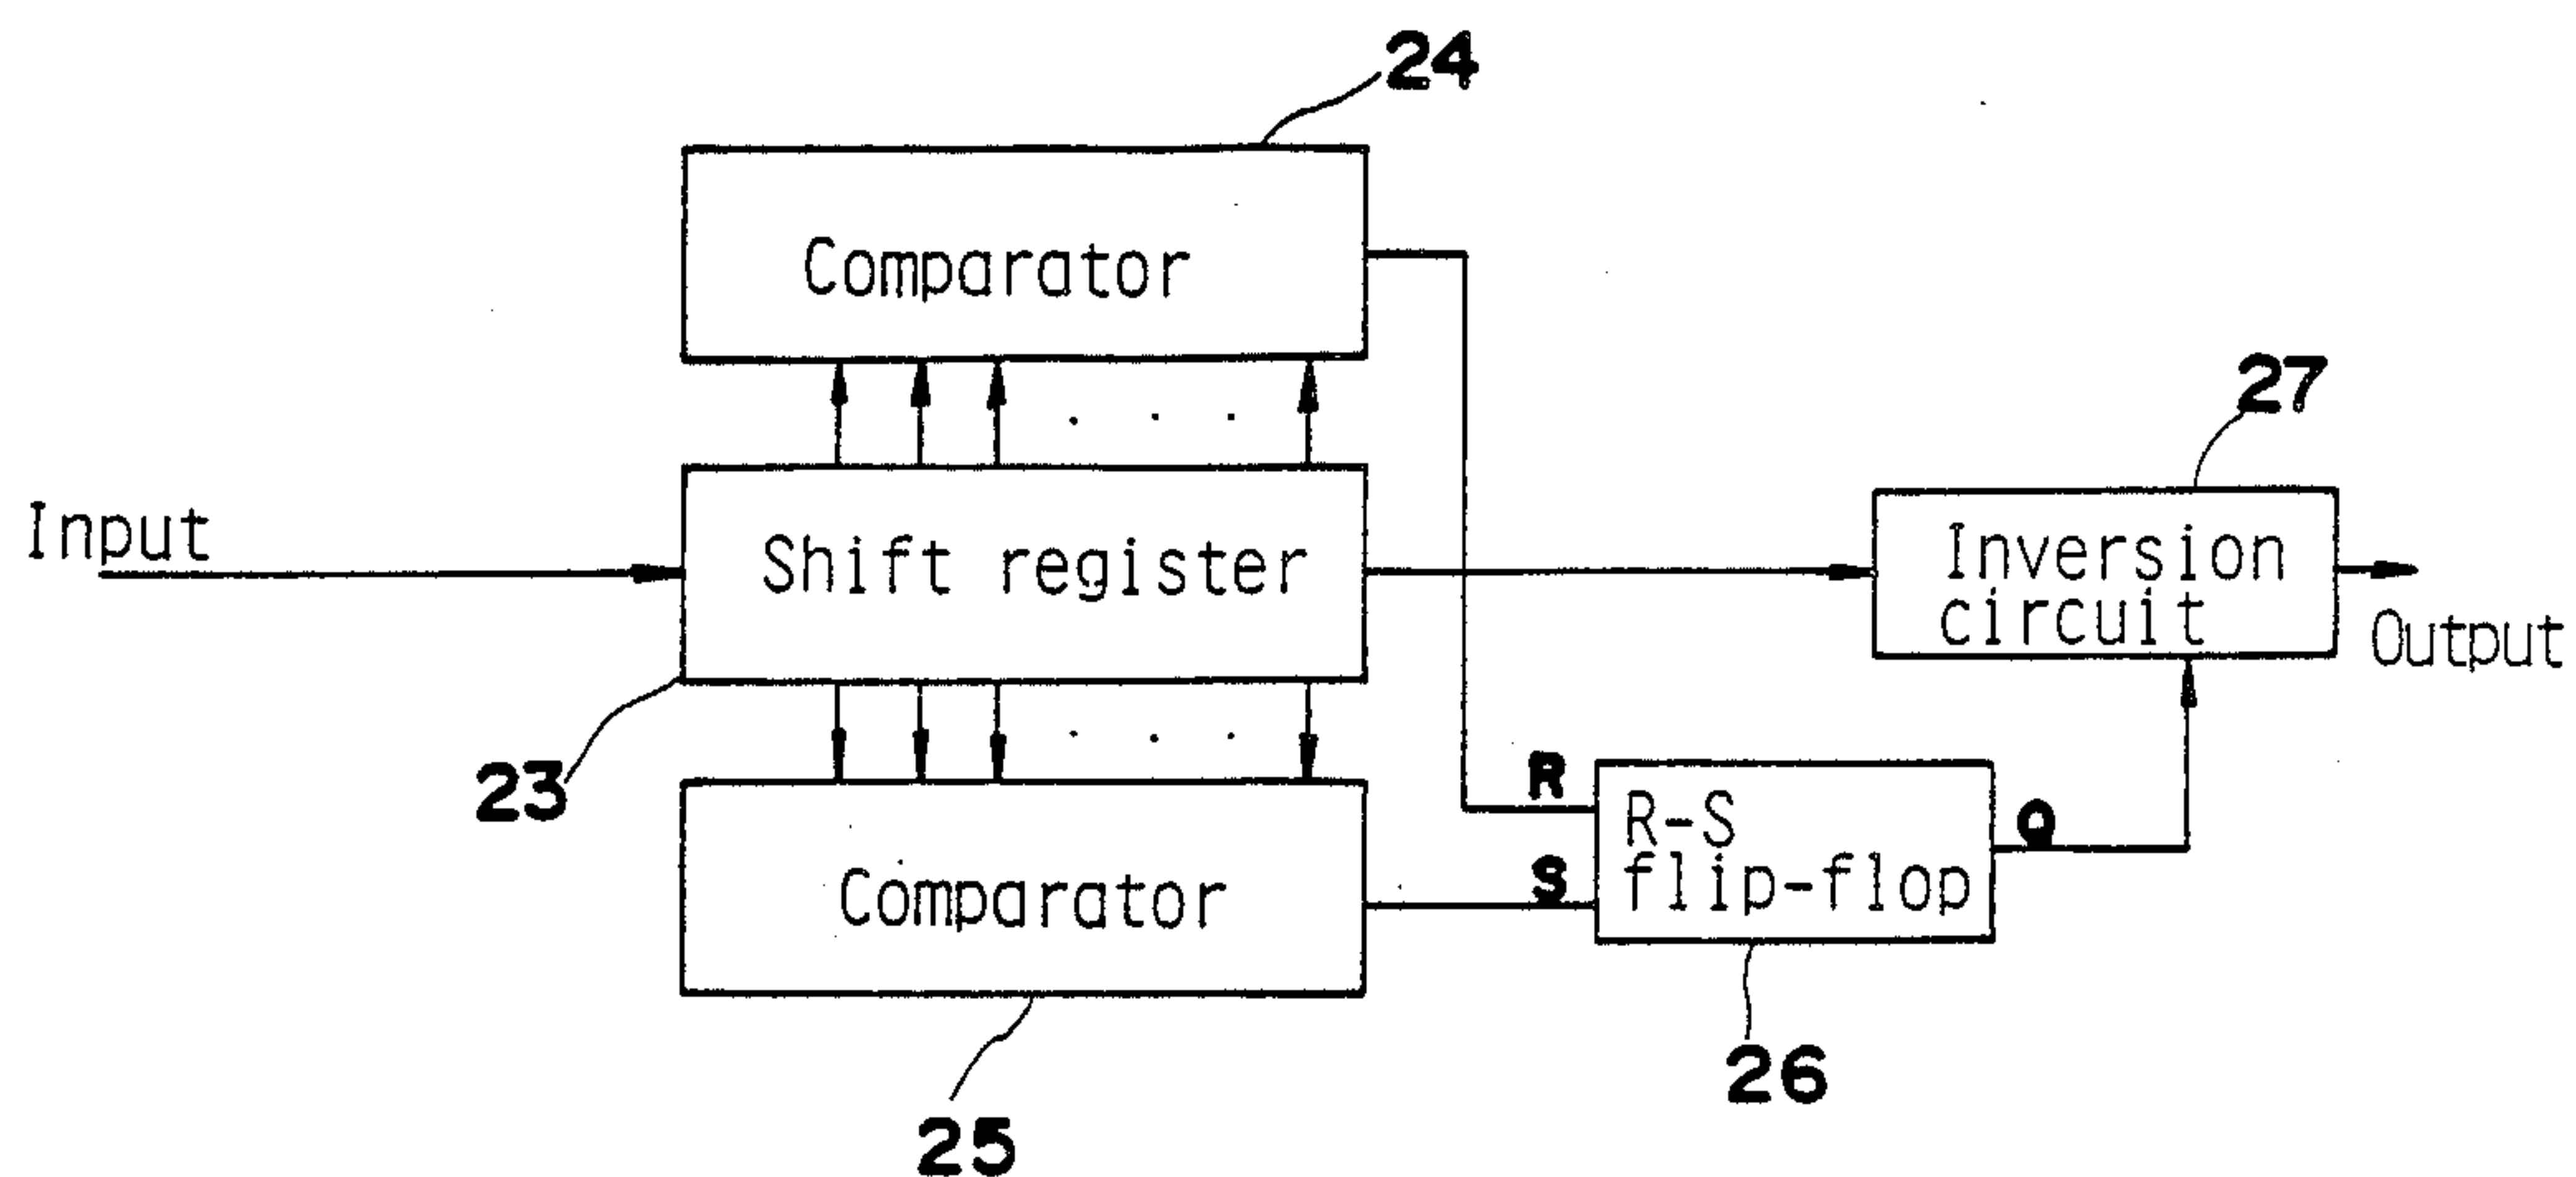 24
Comparator
27
Input
Shift register
Inversion
circuit
Output
23
R
R-S
flip-flop
Q
S
Comparator
26
25